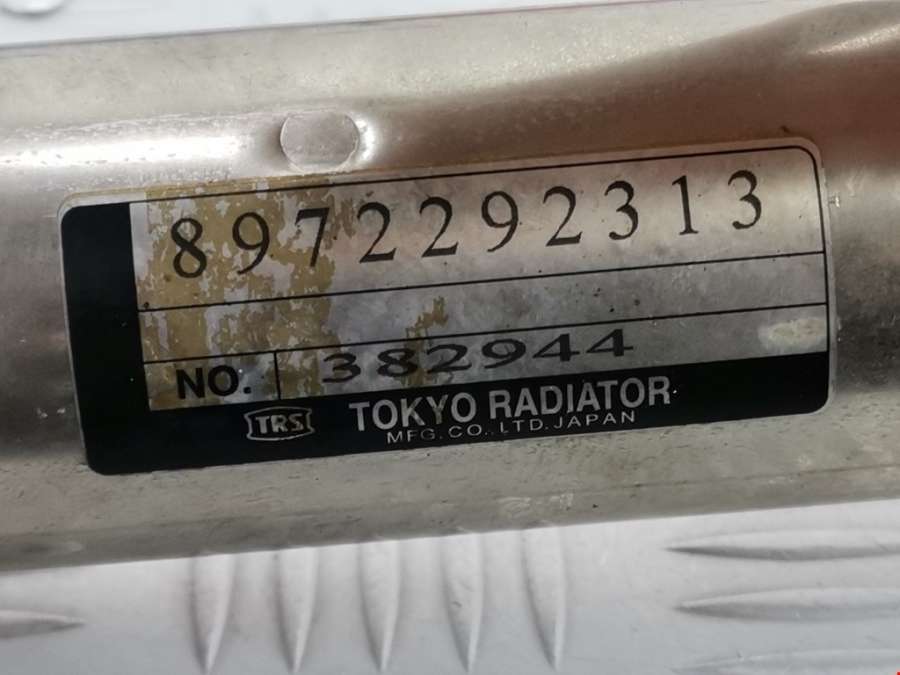 8972292313
NO. 382944
TRS TOKYO RADIATOR
MFG. CO., LTD. JAPAN